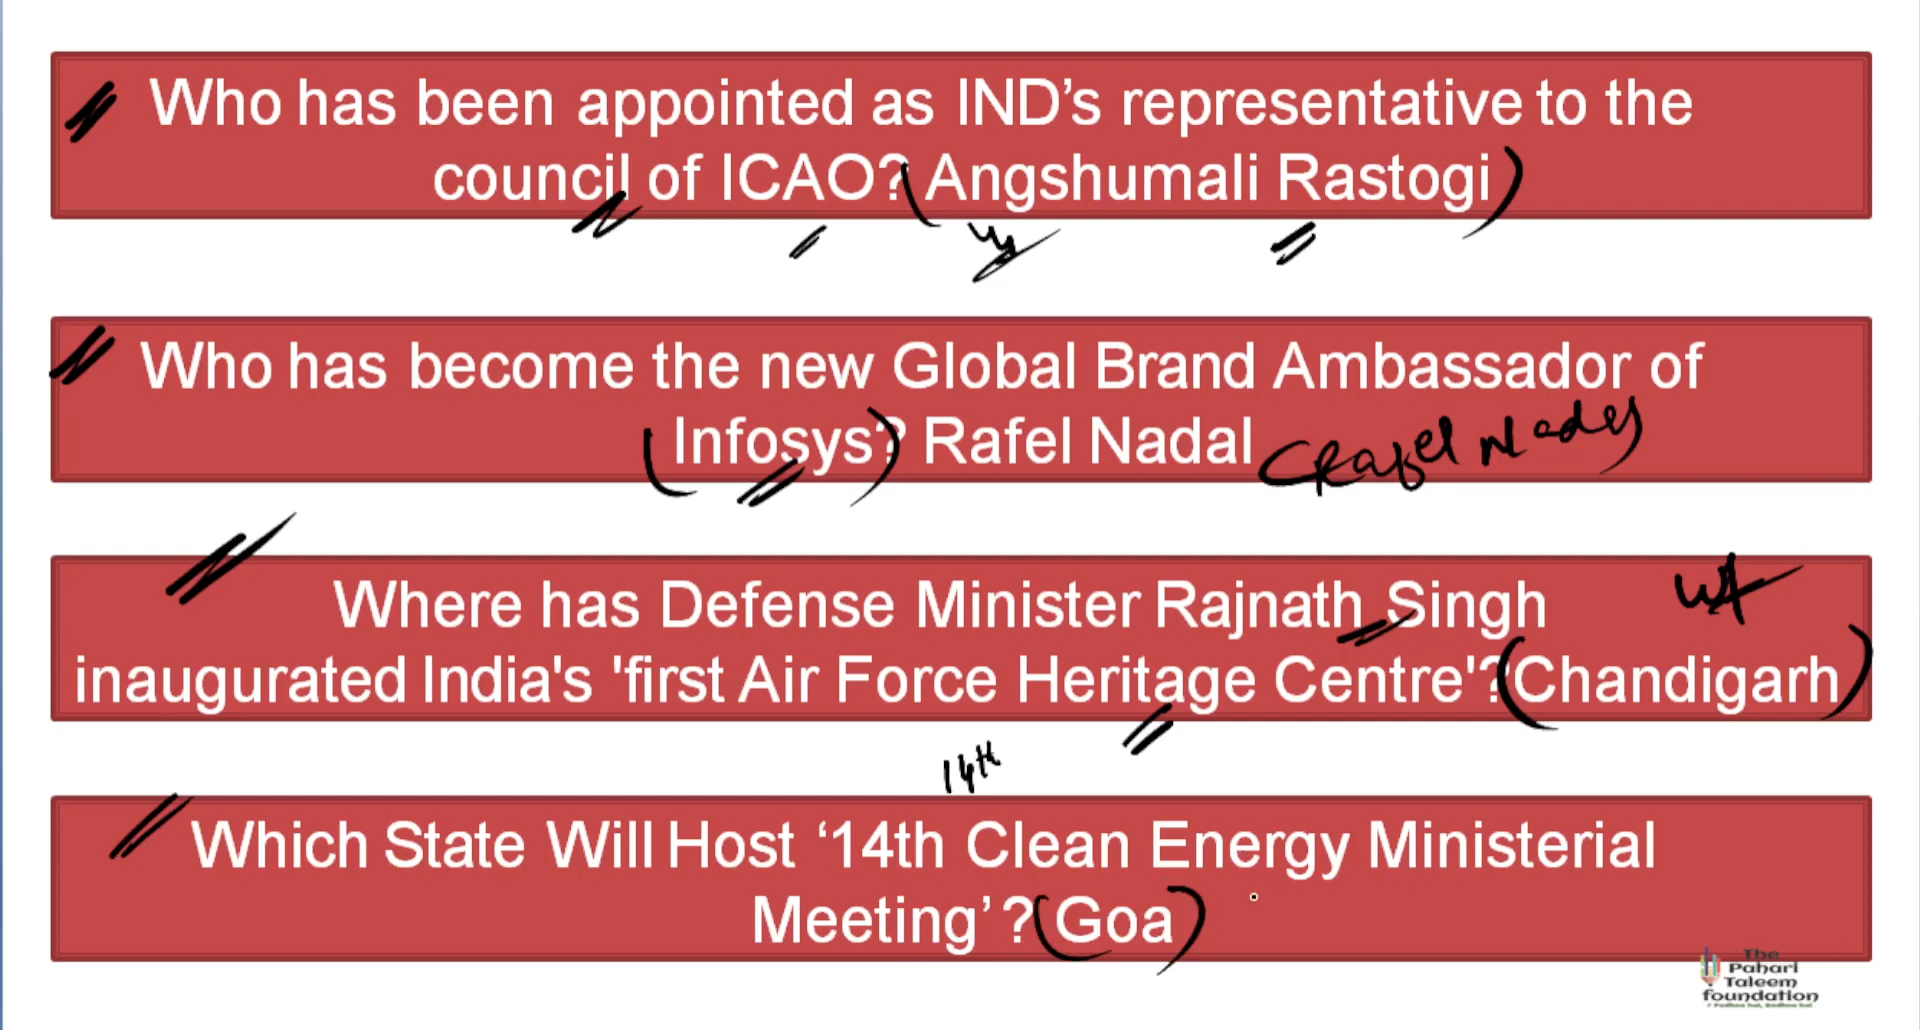 Who has been appointed as IND's representative to the
council of ICAO? Angshumali Rastogi
Who has become the new Global Brand Ambassador of
Infosys? Rafel Nadal
Rafel Nadal
Where has Defense Minister Rajnath Singh
inaugurated India's 'first Air Force Heritage Centre'? Chandigarh
14th
Which State Will Host ‘14th Clean Energy Ministerial
Meeting’? Goa
The
Pahari
Taleem
foundation